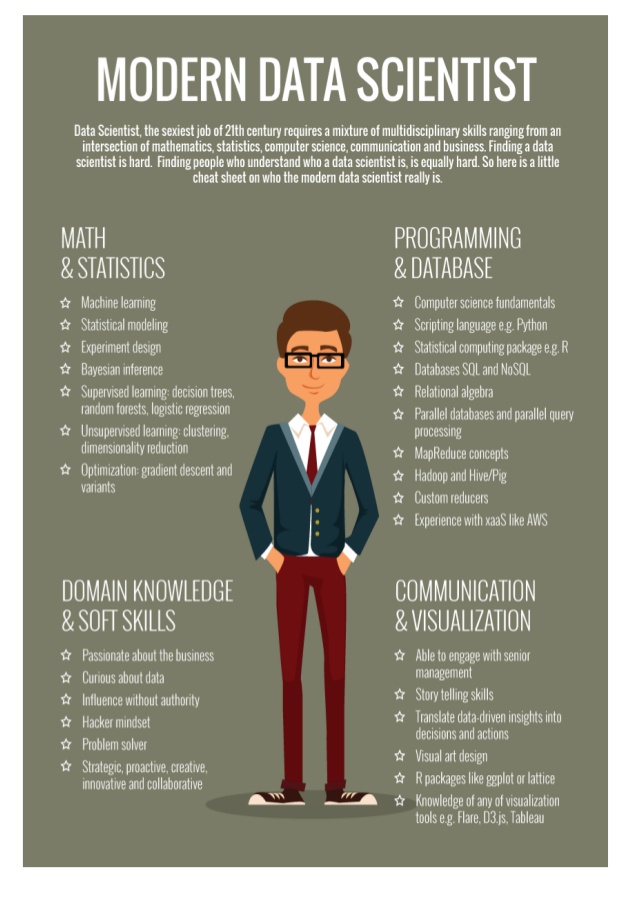 MODERN DATA SCIENTIST
Data Scientist, the sexiest job of 21th century requires a mixture of multidisciplinary skills ranging from an
intersection of mathematics, statistics, computer science, communication and business. Finding a data
scientist is hard. Finding people who understand who a data scientist is, is equally hard. So here is a little
cheat sheet on who the modern data scientist really is.
MATH
& STATISTICS
Machine learning
Statistical modeling
Experiment design
Bayesian inference
Supervised learning: decision trees,
random forests, logistic regression
Unsupervised learning: clustering,
dimensionality reduction
Optimization: gradient descent and
variants
PROGRAMMING
& DATABASE
Computer science fundamentals
Scripting language e.g. Python
Statistical computing package e.g. R
Databases SQL and NoSQL
Relational algebra
Parallel databases and parallel query
processing
MapReduce concepts
Hadoop and Hive/Pig
Custom reducers
Experience with xaaS like AWS
DOMAIN KNOWLEDGE
& SOFT SKILLS
Passionate about the business
Curious about data
Influence without authority
Hacker mindset
Problem solver
Strategic, proactive, creative,
innovative and collaborative
COMMUNICATION
& VISUALIZATION
Able to engage with senior
management
Story telling skills
Translate data-driven insights into
decisions and actions
Visual art design
R packages like ggplot or lattice
Knowledge of any of visualization
tools e.g. Flare, D3.js, Tableau